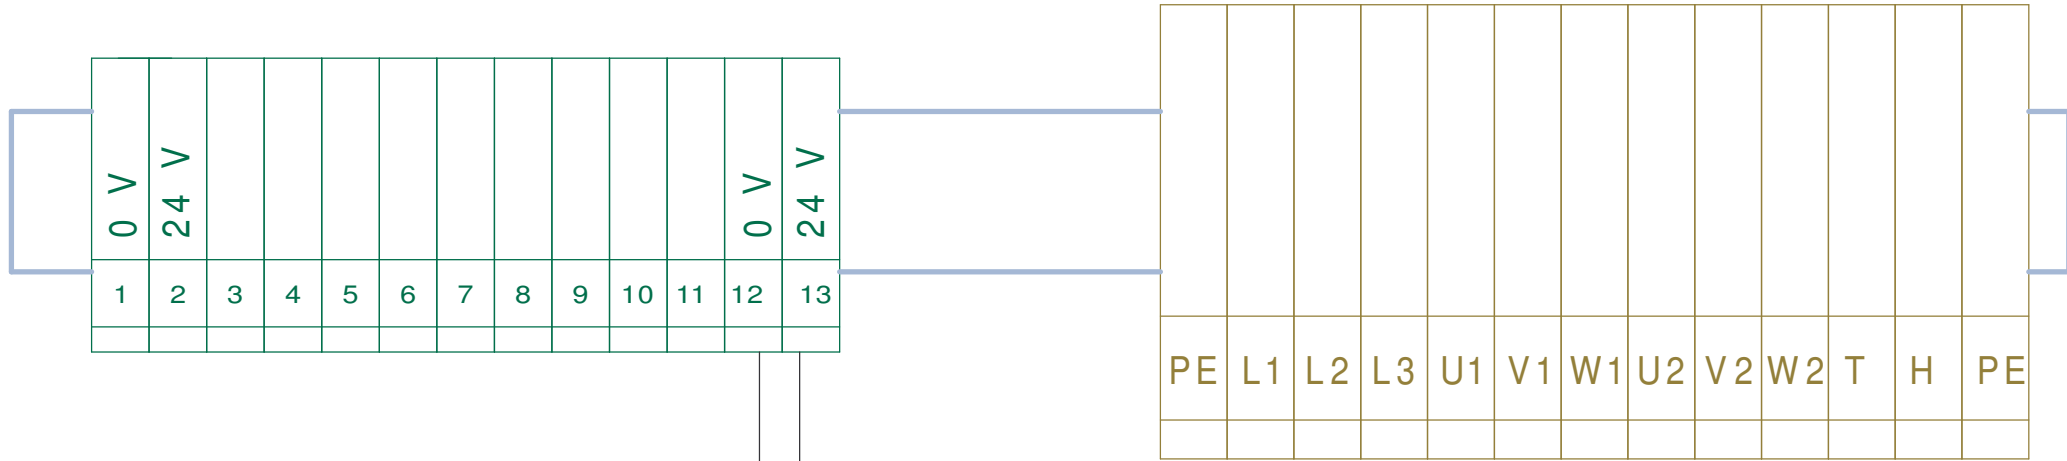 0 V 24 V 0 V 24 V
1 2 3 4 5 6 7 8 9 10 11 12 13
PE L1 L2 L3 U1 V1 W1 U2 V2 W2 T H PE